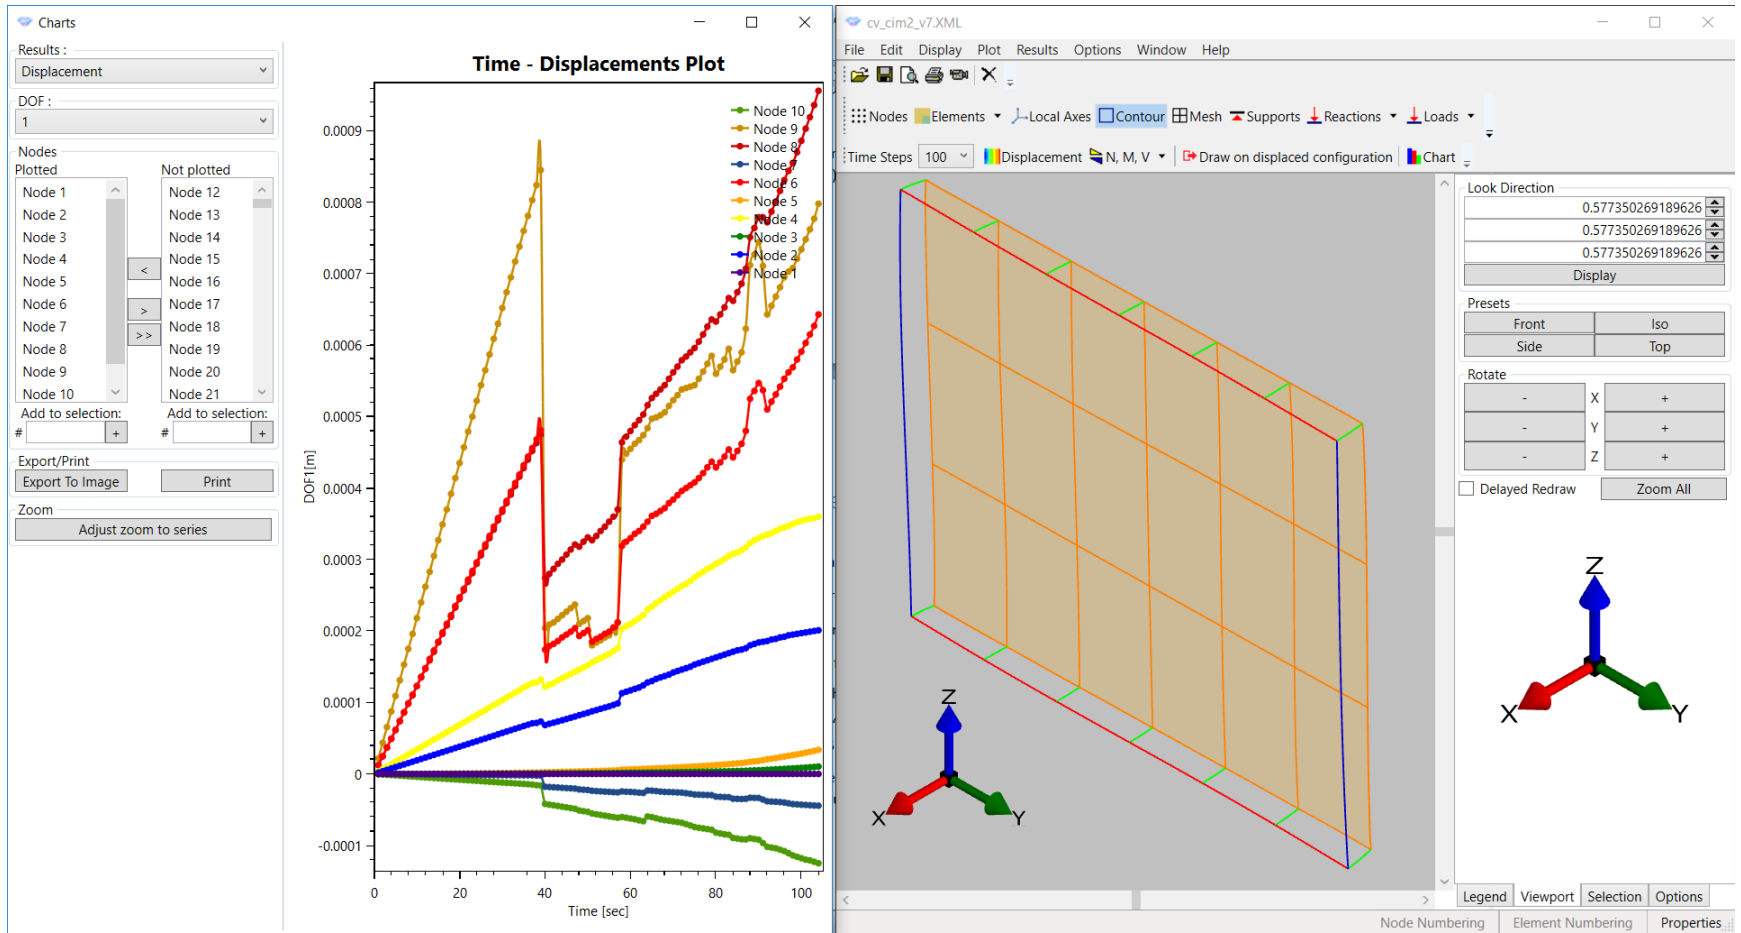 Charts
Results :
Displacement
DOF :
1
Nodes
Plotted
Not plotted
Node 1
Node 2
Node 3
Node 4
Node 5
Node 6
Node 7
Node 8
Node 9
Node 10
<
>
>>
Node 12
Node 13
Node 14
Node 15
Node 16
Node 17
Node 18
Node 19
Node 20
Node 21
Add to selection:
Add to selection:
# +
# +
Export/Print
Export To Image
Print
Zoom
Adjust zoom to series
Time - Displacements Plot
Node 10
Node 9
Node 8
Node 7
Node 6
Node 5
Node 4
Node 3
Node 2
Node 1
0.0009
0.0008
0.0007
0.0006
0.0005
0.0004
0.0003
0.0002
0.0001
0
-0.0001
DOF1[m]
0 20 40 60 80 100
Time [sec]
cv_cim2_v7.XML
File Edit Display Plot Results Options Window Help
Nodes Elements Local Axes Contour Mesh Supports Reactions Loads
Time Steps 100 Displacement N, M, V Draw on displaced configuration Chart
Z
X
Y
Look Direction
0.577350269189626
0.577350269189626
0.577350269189626
Display
Presets
Front Iso
Side Top
Rotate
- X +
- Y +
- Z +
Delayed Redraw
Zoom All
Z
X
Y
Legend Viewport Selection Options
Node Numbering Element Numbering Properties